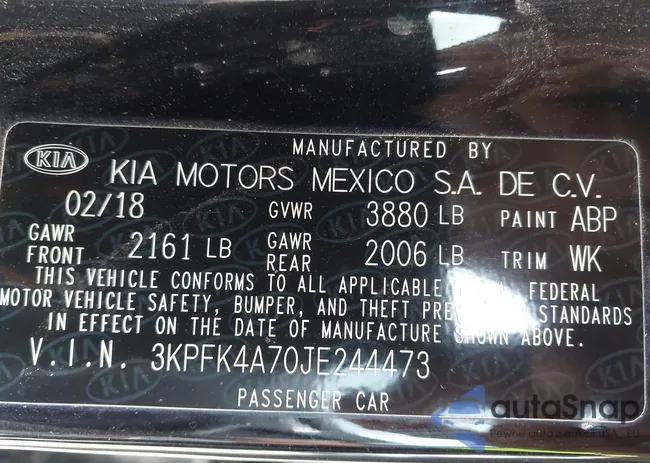 MANUFACTURED BY
KIA KIA MOTORS MEXICO S.A. DE C.V.
02/18 GVWR 3880 LB PAINT ABP
GAWR FRONT 2161 LB GAWR REAR 2006 LB TRIM WK
THIS VEHICLE CONFORMS TO ALL APPLICABLE FEDERAL
MOTOR VEHICLE SAFETY, BUMPER, AND THEFT STANDARDS
IN EFFECT ON THE DATE OF MANUFACTURE SHOWN ABOVE.
V.I.N. 3KPFK4A70JE244473
PASSENGER CAR
autoSnap